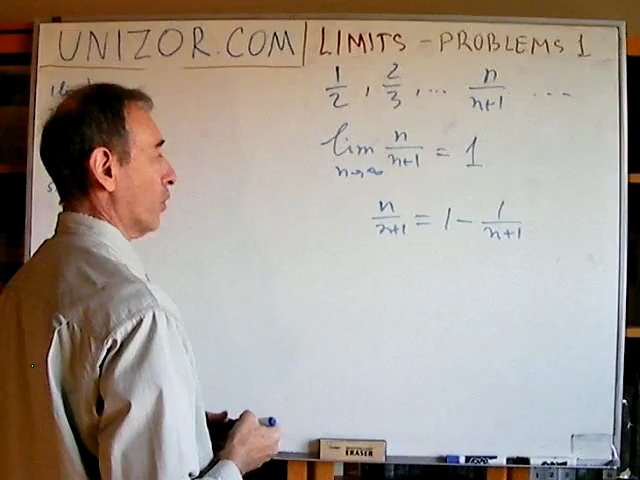 UNIZOR.COM | LIMITS - PROBLEMS 1
1/2, 2/3, ... n/n+1 ...
lim n→∞ n/n+1 = 1
n/n+1 = 1 - 1/n+1
ERASER